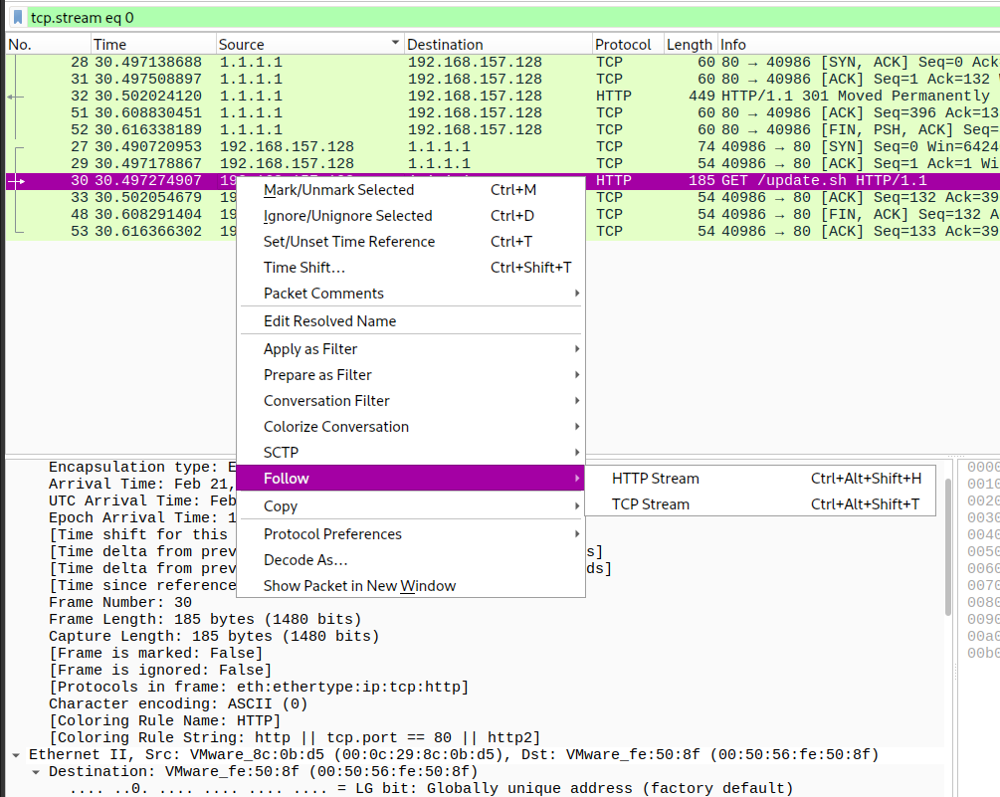 tcp.stream eq 0
No. Time Source Destination Protocol Length Info
28 30.497138688 1.1.1.1 192.168.157.128 TCP 60 80 → 40986 [SYN, ACK] Seq=0 Ack
31 30.497508897 1.1.1.1 192.168.157.128 TCP 60 80 → 40986 [ACK] Seq=1 Ack=132
32 30.502024120 1.1.1.1 192.168.157.128 HTTP 449 HTTP/1.1 301 Moved Permanently
51 30.608830451 1.1.1.1 192.168.157.128 TCP 60 80 → 40986 [ACK] Seq=396 Ack=13
52 30.616338189 1.1.1.1 192.168.157.128 TCP 60 80 → 40986 [FIN, PSH, ACK] Seq=
27 30.490720953 192.168.157.128 1.1.1.1 TCP 74 40986 → 80 [SYN] Seq=0 Win=6424
29 30.497178867 192.168.157.128 1.1.1.1 TCP 54 40986 → 80 [ACK] Seq=1 Ack=1 Wi
30 30.497274907 HTTP 185 GET /update.sh HTTP/1.1
33 30.502054679 19 TCP 54 40986 → 80 [ACK] Seq=132 Ack=39
48 30.608291404 19 TCP 54 40986 → 80 [FIN, ACK] Seq=132 A
53 30.616366302 19 TCP 54 40986 → 80 [ACK] Seq=133 Ack=39
Mark/Unmark Selected Ctrl+M
Ignore/Unignore Selected Ctrl+D
Set/Unset Time Reference Ctrl+T
Time Shift… Ctrl+Shift+T
Packet Comments
Edit Resolved Name
Apply as Filter
Prepare as Filter
Conversation Filter
Colorize Conversation
SCTP
Follow
HTTP Stream Ctrl+Alt+Shift+H
TCP Stream Ctrl+Alt+Shift+T
Copy
Protocol Preferences
Decode As…
Show Packet in New Window
Encapsulation type: E
Arrival Time: Feb 21,
UTC Arrival Time: Feb
Epoch Arrival Time: 1
[Time shift for this
[Time delta from prev s]
[Time delta from prev ds]
[Time since reference
Frame Number: 30
Frame Length: 185 bytes (1480 bits)
Capture Length: 185 bytes (1480 bits)
[Frame is marked: False]
[Frame is ignored: False]
[Protocols in frame: eth:ethertype:ip:tcp:http]
Character encoding: ASCII (0)
[Coloring Rule Name: HTTP]
[Coloring Rule String: http || tcp.port == 80 || http2]
Ethernet II, Src: VMware_8c:0b:d5 (00:0c:29:8c:0b:d5), Dst: VMware_fe:50:8f (00:50:56:fe:50:8f)
Destination: VMware_fe:50:8f (00:50:56:fe:50:8f)
.... ..0. .... .... .... .... = LG bit: Globally unique address (factory default)
0000
0010
0020
0030
0040
0050
0060
0070
0080
0090
00a0
00b0